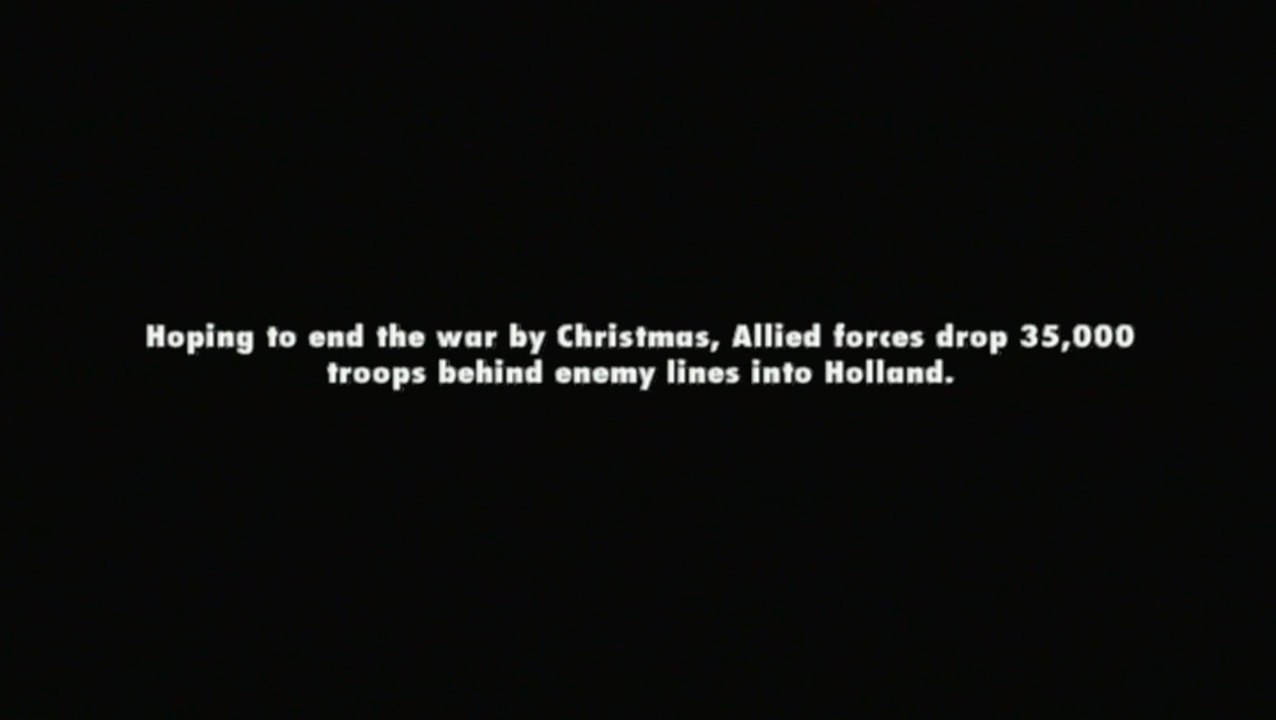 Hoping to end the war by Christmas, Allied forces drop 35,000
troops behind enemy lines into Holland.